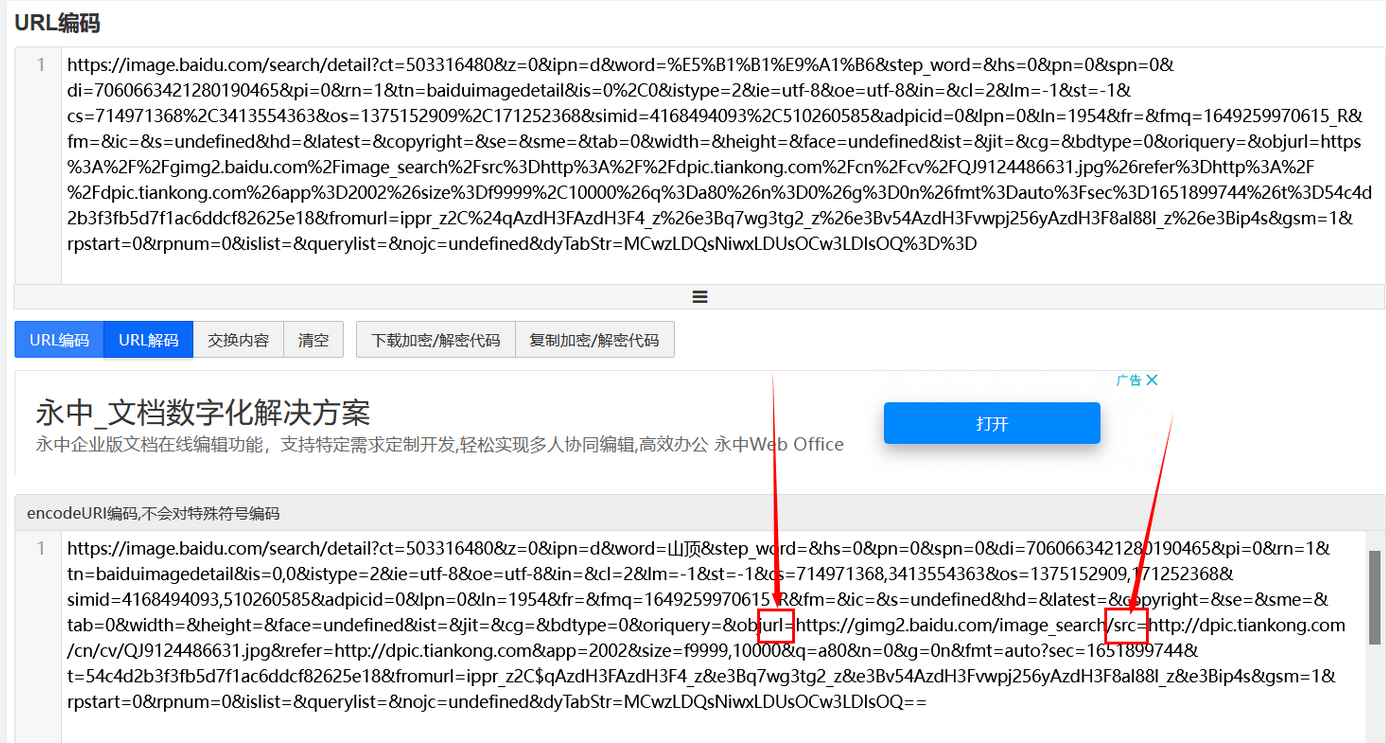 URL编码
1
https://image.baidu.com/search/detail?ct=503316480&z=0&ipn=d&word=%E5%B1%B1%E9%A1%B6&step_word=&hs=0&pn=0&spn=0&
di=7060663421280190465&pi=0&rn=1&tn=baiduimagedetail&is=0%2C0&istype=2&ie=utf-8&oe=utf-8&in=&cl=2&lm=-1&st=-1&
cs=714971368%2C3413554363&os=1375152909%2C171252368&simid=4168494093%2C510260585&adpicid=0&lpn=0&ln=1954&fr=&fmq=1649259970615_R&
fm=&ic=&s=undefined&hd=&latest=&copyright=&se=&sme=&tab=0&width=&height=&face=undefined&ist=&jit=&cg=&bdtype=0&oriquery=&objurl=https
%3A%2F%2Fgimg2.baidu.com%2Fimage_search%2Fsrc%3Dhttp%3A%2F%2Fdpic.tiankong.com%2Fcn%2Fcv%2FQJ9124486631.jpg%26refer%3Dhttp%3A%2F
%2Fdpic.tiankong.com%26app%3D2002%26size%3Df9999%2C10000%26q%3Da80%26n%3D0%26g%3D0n%26fmt%3Dauto%3Fsec%3D1651899744%26t%3D54c4d
2b3f3fb5d7f1ac6ddcf82625e18&fromurl=ippr_z2C%24qAzdH3FAzdH3F4_z%26e3Bq7wg3tg2_z%26e3Bv54AzdH3Fvwpj256yAzdH3F8al88l_z%26e3Bip4s&gsm=1&
rpstart=0&rpnum=0&islist=&querylist=&nojc=undefined&dyTabStr=MCwzLDQsNiwxLDUsOCw3LDIsOQ%3D%3D
URL编码 URL解码 交换内容 清空 下载加密/解密代码 复制加密/解密代码
广告
永中_文档数字化解决方案
永中企业版文档在线编辑功能，支持特定需求定制开发,轻松实现多人协同编辑,高效办公 永中Web Office
打开
encodeURI编码,不会对特殊符号编码
1
https://image.baidu.com/search/detail?ct=503316480&z=0&ipn=d&word=山顶&step_word=&hs=0&pn=0&spn=0&di=7060663421280190465&pi=0&rn=1&
tn=baiduimagedetail&is=0,0&istype=2&ie=utf-8&oe=utf-8&in=&cl=2&lm=-1&st=-1&cs=714971368,3413554363&os=1375152909,171252368&
simid=4168494093,510260585&adpicid=0&lpn=0&ln=1954&fr=&fmq=1649259970615_R&fm=&ic=&s=undefined&hd=&latest=&copyright=&se=&sme=&
tab=0&width=&height=&face=undefined&ist=&jit=&cg=&bdtype=0&oriquery=&objurl=https://gimg2.baidu.com/image_search/src=http://dpic.tiankong.com
/cn/cv/QJ9124486631.jpg&refer=http://dpic.tiankong.com&app=2002&size=f9999,10000&q=a80&n=0&g=0n&fmt=auto?sec=1651899744&
t=54c4d2b3f3fb5d7f1ac6ddcf82625e18&fromurl=ippr_z2C$qAzdH3FAzdH3F4_z&e3Bq7wg3tg2_z&e3Bv54AzdH3Fvwpj256yAzdH3F8al88l_z&e3Bip4s&gsm=1&
rpstart=0&rpnum=0&islist=&querylist=&nojc=undefined&dyTabStr=MCwzLDQsNiwxLDUsOCw3LDIsOQ==